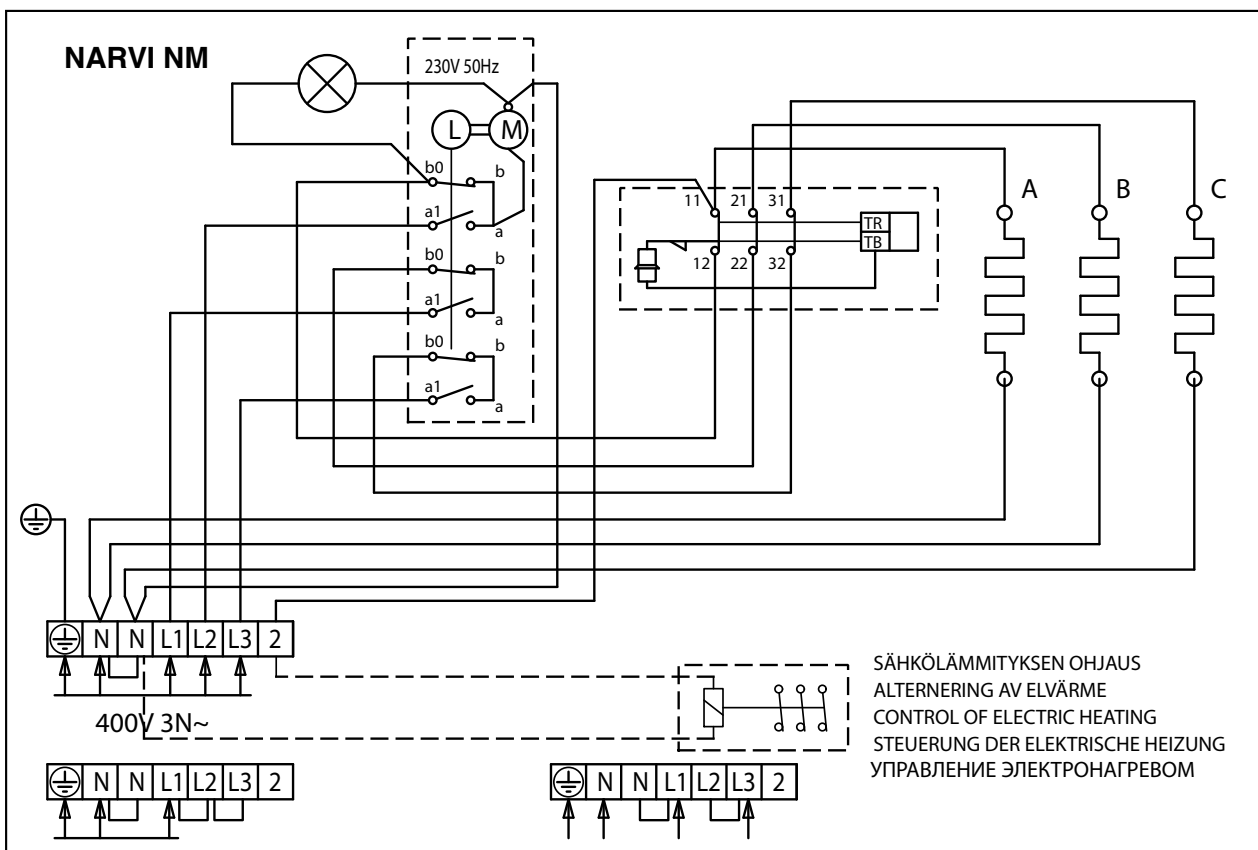 NARVI NM
230V 50Hz
L M
b0 b
a1 a
b0 b
a1 a
b0 b
a1 a
11 21 31
TR
TB
12 22 32
A B C
N N L1 L2 L3 2
400V 3N~
SÄHKÖLÄMMITYKSEN OHJAUS
ALTERNERING AV ELVÄRME
CONTROL OF ELECTRIC HEATING
STEUERUNG DER ELEKTRISCHE HEIZUNG
УПРАВЛЕНИЕ ЭЛЕКТРОНАГРЕВОМ
N N L1 L2 L3 2
N N L1 L2 L3 2